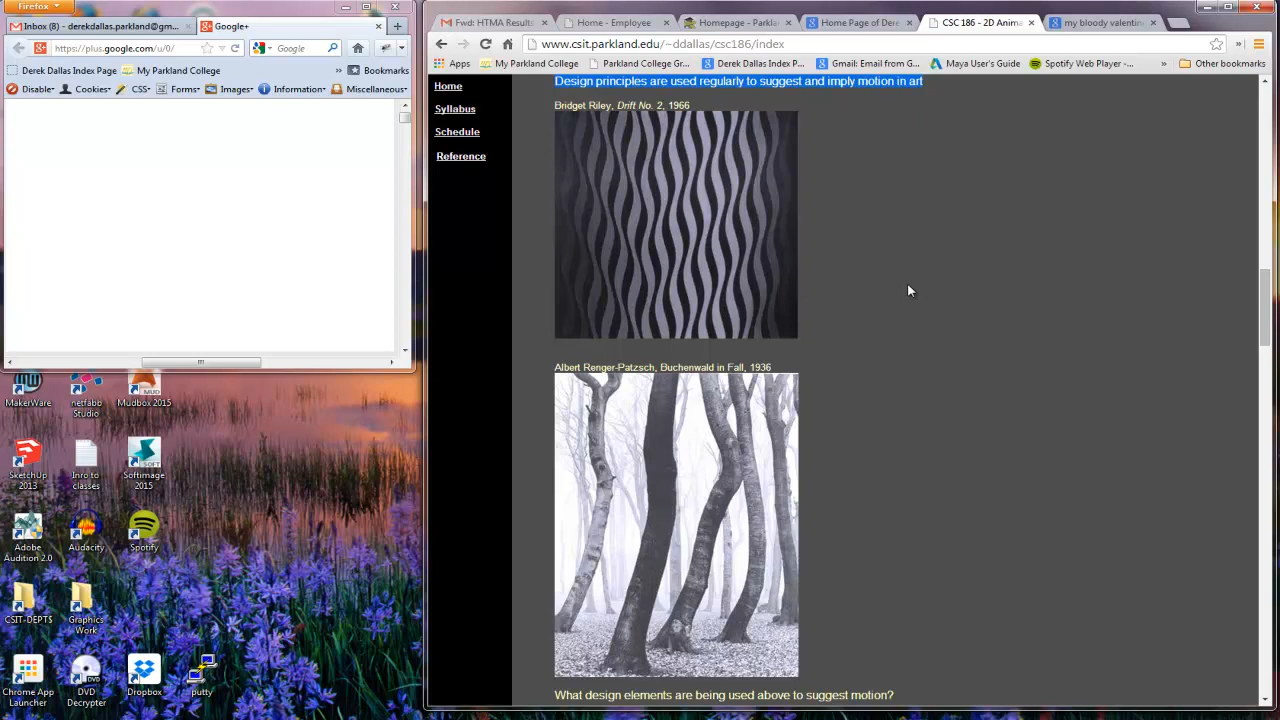 Firefox
Inbox (8) - derekdallas.parkland@gm...
Google+
https://plus.google.com/u/0/
Google
Derek Dallas Index Page
My Parkland College
»
Bookmarks
Disable
Cookies
CSS
Forms
Images
Information
Miscellaneous
MakerWare
netfabb Studio
Mudbox 2015
SketchUp 2013
Inro to classes
Softimage 2015
Adobe Audition 2.0
Audacity
Spotify
CSIT-DEPT$
Graphics Work
Chrome App Launcher
DVD Decrypter
Dropbox
putty
Fwd: HTMA Results
Home - Employee
Homepage - Parkla
Home Page of Dere
CSC 186 - 2D Anima
my bloody valentin
www.csit.parkland.edu/~ddallas/csc186/index
Apps
My Parkland College
Parkland College Gr...
Derek Dallas Index P...
Gmail: Email from G...
Maya User's Guide
Spotify Web Player -...
»
Other bookmarks
Home
Syllabus
Schedule
Reference
Design principles are used regularly to suggest and imply motion in art
Bridget Riley, Drift No. 2, 1966
Albert Renger-Patzsch, Buchenwald in Fall, 1936
What design elements are being used above to suggest motion?